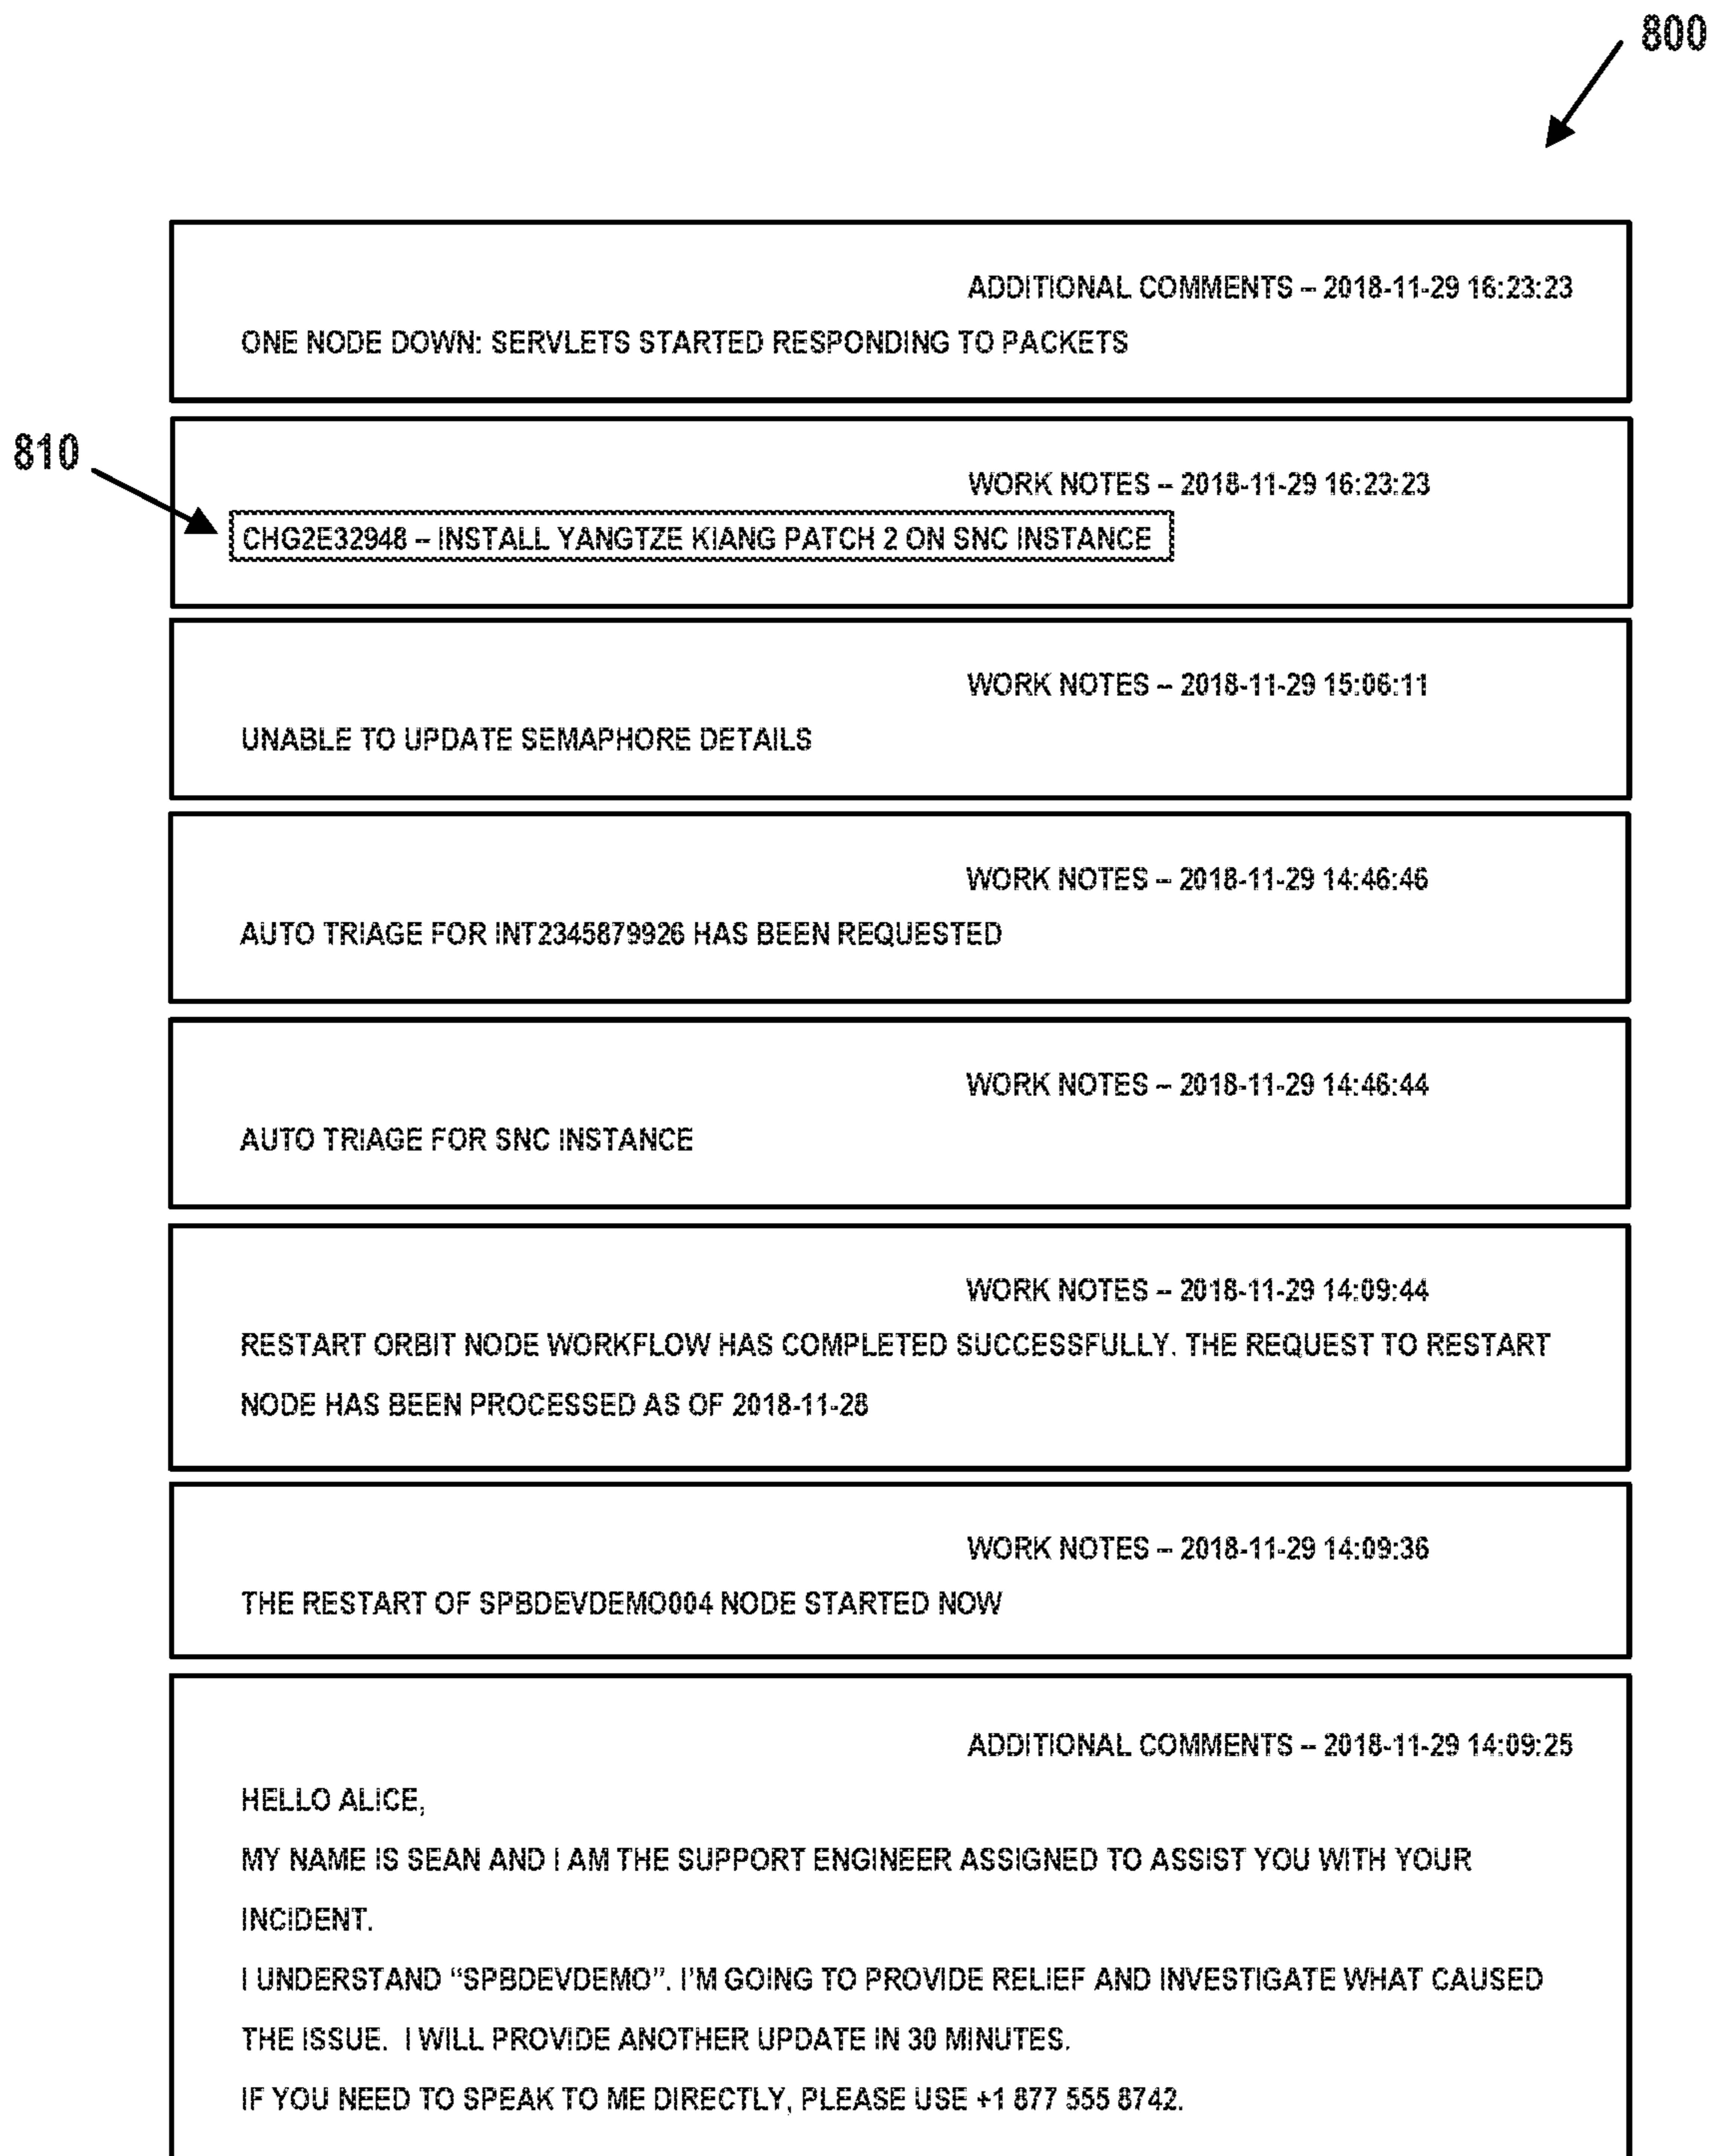 800
ADDITIONAL COMMENTS – 2018-11-29 16:23:23
ONE NODE DOWN: SERVLETS STARTED RESPONDING TO PACKETS
810
WORK NOTES – 2018-11-29 16:23:23
CHG2E32948 – INSTALL YANGTZE KIANG PATCH 2 ON SNC INSTANCE
WORK NOTES – 2018-11-29 15:06:11
UNABLE TO UPDATE SEMAPHORE DETAILS
WORK NOTES – 2018-11-29 14:46:46
AUTO TRIAGE FOR INT2345879926 HAS BEEN REQUESTED
WORK NOTES – 2018-11-29 14:46:44
AUTO TRIAGE FOR SNC INSTANCE
WORK NOTES – 2018-11-29 14:09:44
RESTART ORBIT NODE WORKFLOW HAS COMPLETED SUCCESSFULLY. THE REQUEST TO RESTART
NODE HAS BEEN PROCESSED AS OF 2018-11-28
WORK NOTES – 2018-11-29 14:09:36
THE RESTART OF SPBDEVDEMO004 NODE STARTED NOW
ADDITIONAL COMMENTS – 2018-11-29 14:09:25
HELLO ALICE,
MY NAME IS SEAN AND I AM THE SUPPORT ENGINEER ASSIGNED TO ASSIST YOU WITH YOUR
INCIDENT.
I UNDERSTAND “SPBDEVDEMO”. I’M GOING TO PROVIDE RELIEF AND INVESTIGATE WHAT CAUSED
THE ISSUE. I WILL PROVIDE ANOTHER UPDATE IN 30 MINUTES.
IF YOU NEED TO SPEAK TO ME DIRECTLY, PLEASE USE +1 877 555 8742.